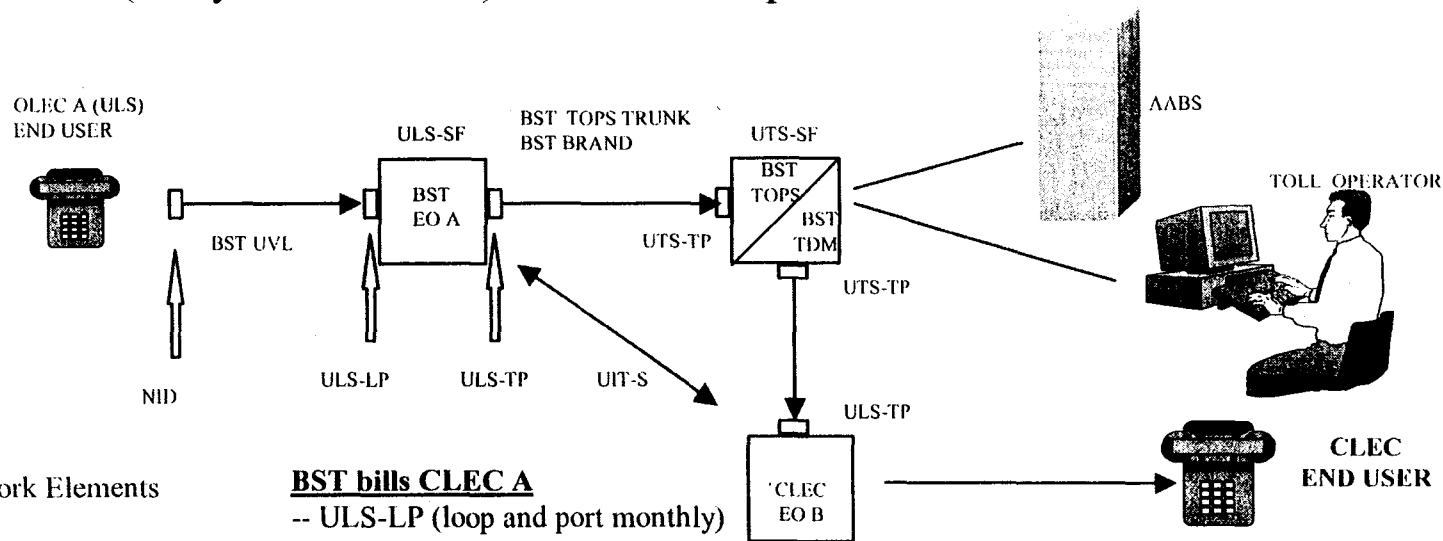 OLEC A (ULS)
END USER
ULS-SF
BST TOPS TRUNK
BST BRAND
UTS-SF
AABS
TOLL OPERATOR
BST
EO A
BST
TOPS
BST
TDM
BST UVL
UTS-TP
UTS-TP
NID
ULS-LP
ULS-TP
UIT-S
ULS-TP
CLEC
EO B
CLEC
END USER
ork Elements
BST bills CLEC A
-- ULS-LP (loop and port monthly)